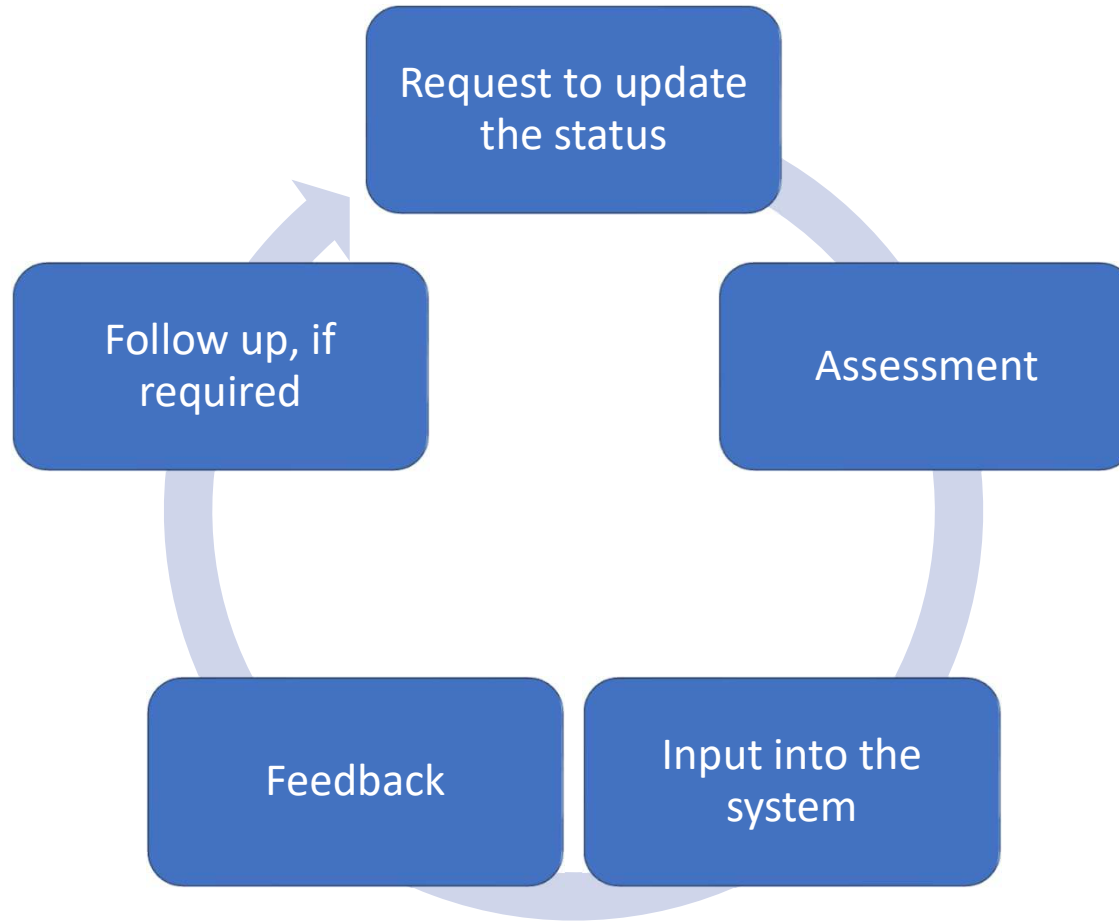 Request to update
the status
Assessment
Input into the
system
Feedback
Follow up, if
required